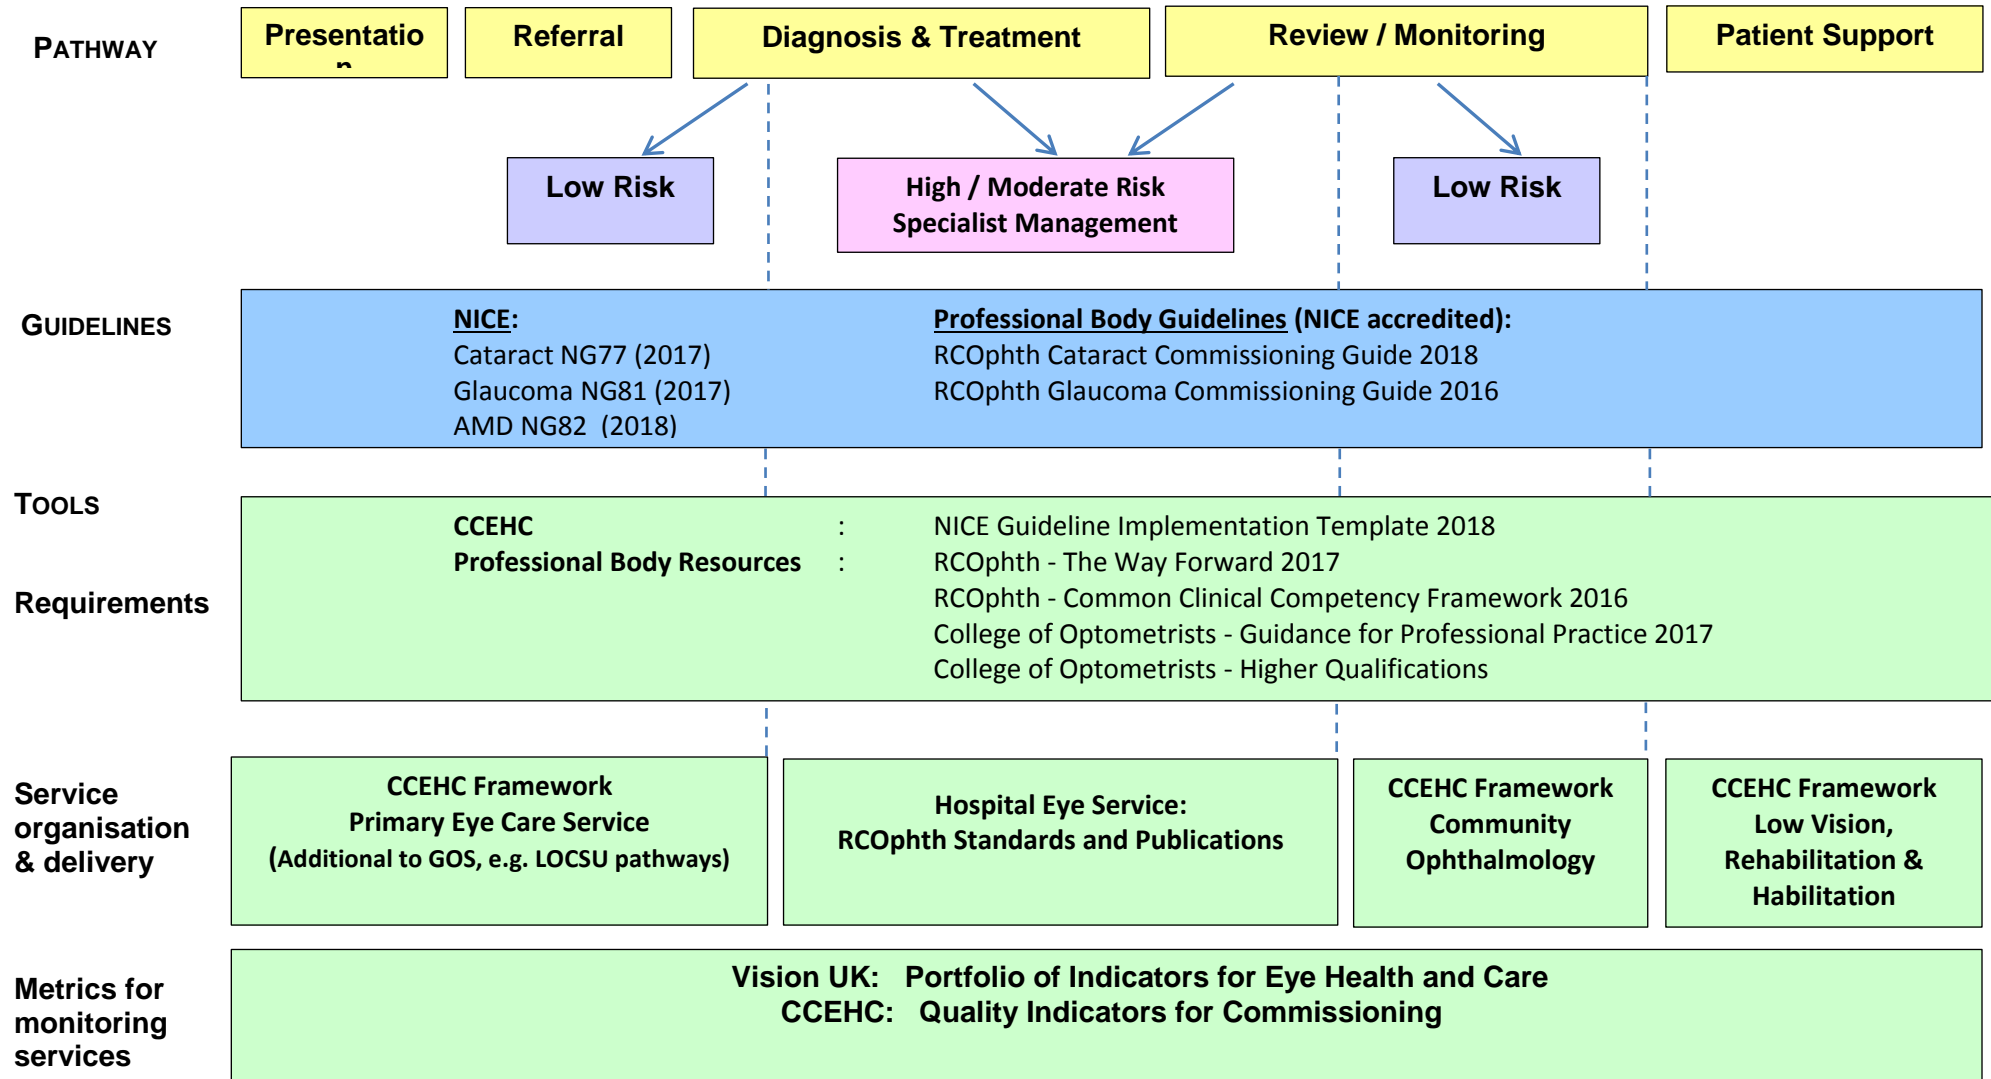 PATHWAY
Presentatio
n
Referral
Diagnosis & Treatment
Review / Monitoring
Patient Support
Low Risk
High / Moderate Risk
Specialist Management
Low Risk
GUIDELINES
NICE:
Cataract NG77 (2017)
Glaucoma NG81 (2017)
AMD NG82 (2018)
Professional Body Guidelines (NICE accredited):
RCOphth Cataract Commissioning Guide 2018
RCOphth Glaucoma Commissioning Guide 2016
TOOLS
Requirements
CCEHC : NICE Guideline Implementation Template 2018
Professional Body Resources : RCOphth - The Way Forward 2017
RCOphth - Common Clinical Competency Framework 2016
College of Optometrists - Guidance for Professional Practice 2017
College of Optometrists - Higher Qualifications
Service
organisation
& delivery
CCEHC Framework
Primary Eye Care Service
(Additional to GOS, e.g. LOCSU pathways)
Hospital Eye Service:
RCOphth Standards and Publications
CCEHC Framework
Community
Ophthalmology
CCEHC Framework
Low Vision,
Rehabilitation &
Habilitation
Metrics for
monitoring
services
Vision UK: Portfolio of Indicators for Eye Health and Care
CCEHC: Quality Indicators for Commissioning